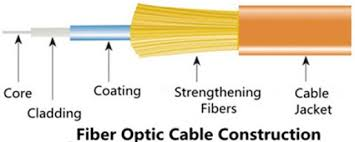 Core
Cladding
Coating
Strengthening
Fibers
Cable
Jacket
Fiber Optic Cable Construction